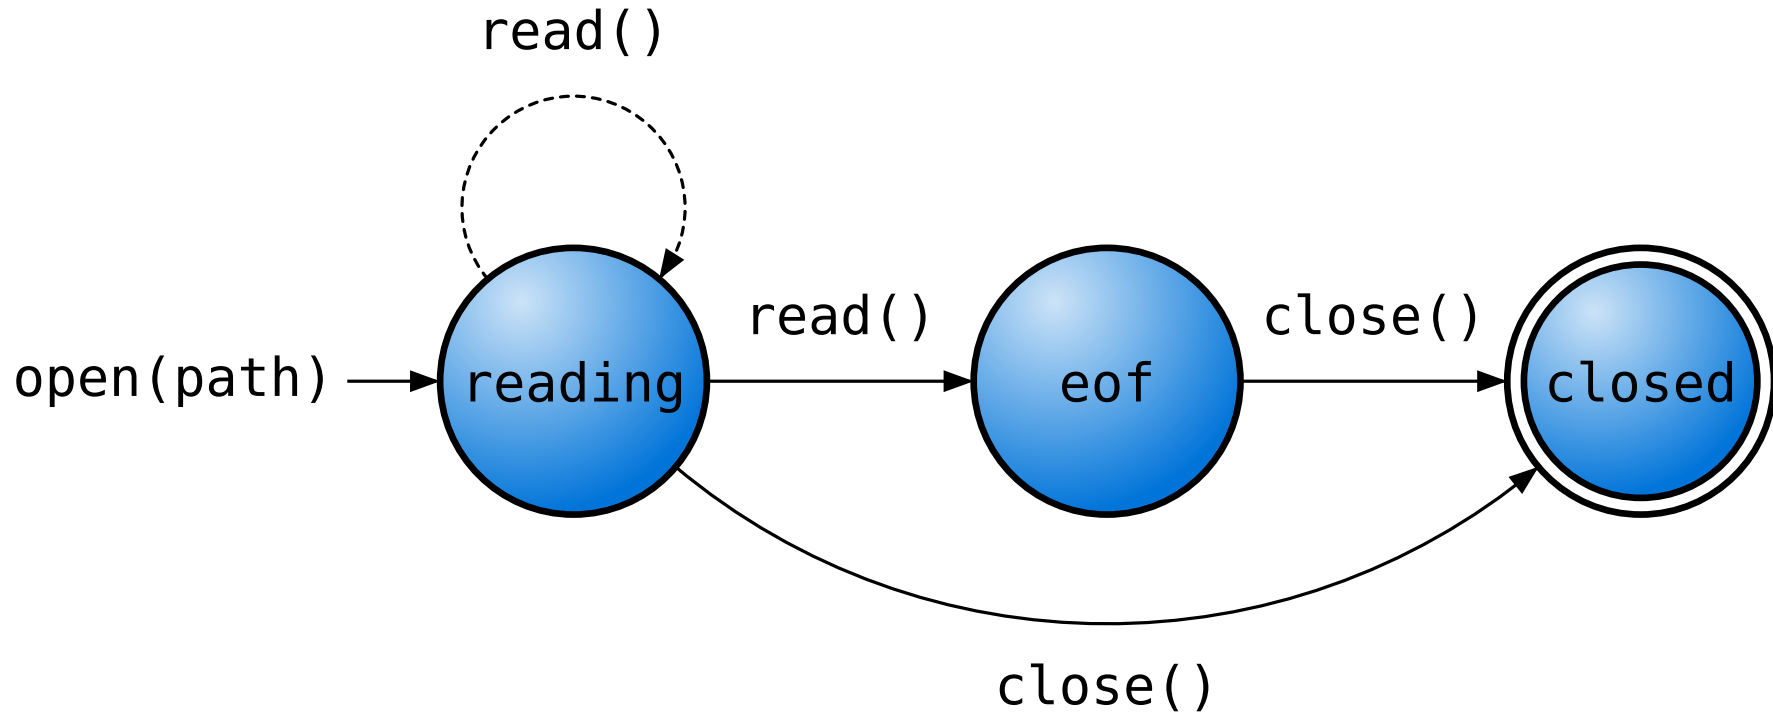 read()
read()
close()
open(path)
reading
eof
closed
close()